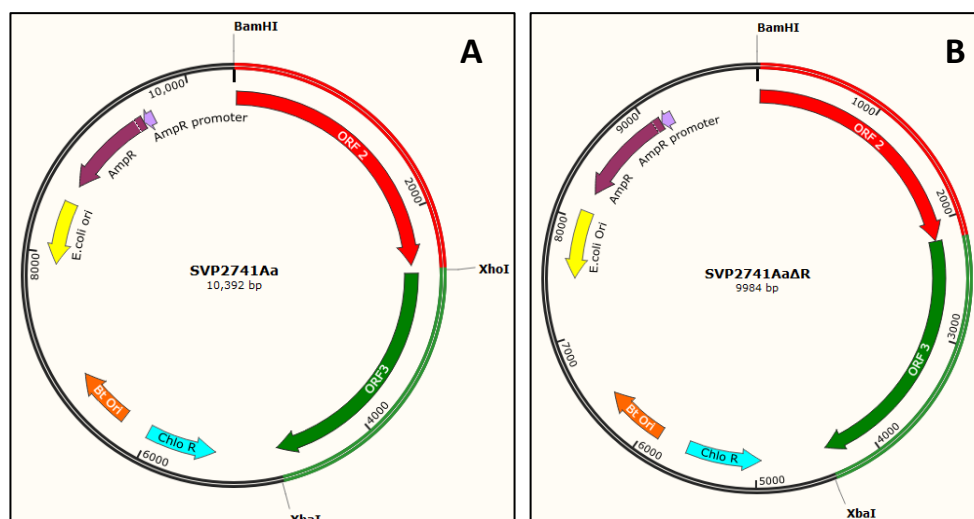 BamHI
A
10,000
AmpR promoter
AmpR
ORF 2
2000
E.coli ori
8000
SVP2741Aa
10,392 bp
XhoI
ORF3
4000
Bt Ori
Chlo R
6000
XbaI
BamHI
B
9000
1000
AmpR promoter
AmpR
ORF 2
2000
8000
E.coli Ori
SVP2741AaΔR
9984 bp
7000
3000
ORF 3
Bt Ori
4000
6000
Chlo R
5000
XbaI